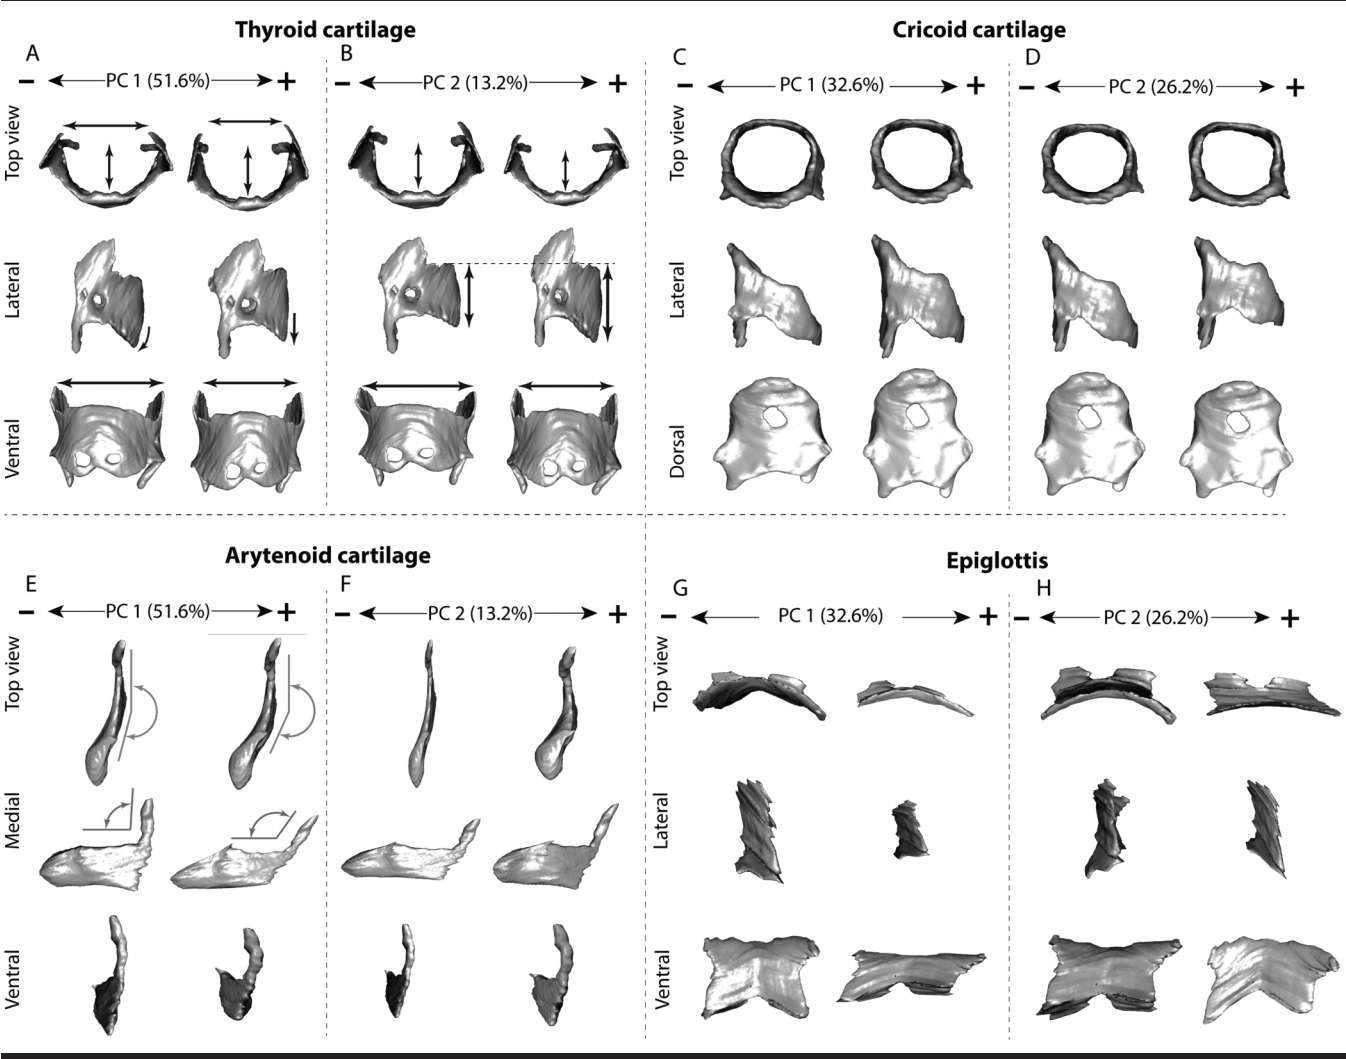 Thyroid cartilage
Cricoid cartilage
A
B
C
D
− PC 1 (51.6%) +
− PC 2 (13.2%) +
− PC 1 (32.6%) +
− PC 2 (26.2%) +
Top view
Top view
Lateral
Lateral
Ventral
Dorsal
Arytenoid cartilage
Epiglottis
E
F
G
H
− PC 1 (51.6%) +
− PC 2 (13.2%) +
− PC 1 (32.6%) +
− PC 2 (26.2%) +
Top view
Top view
Medial
Lateral
Ventral
Ventral